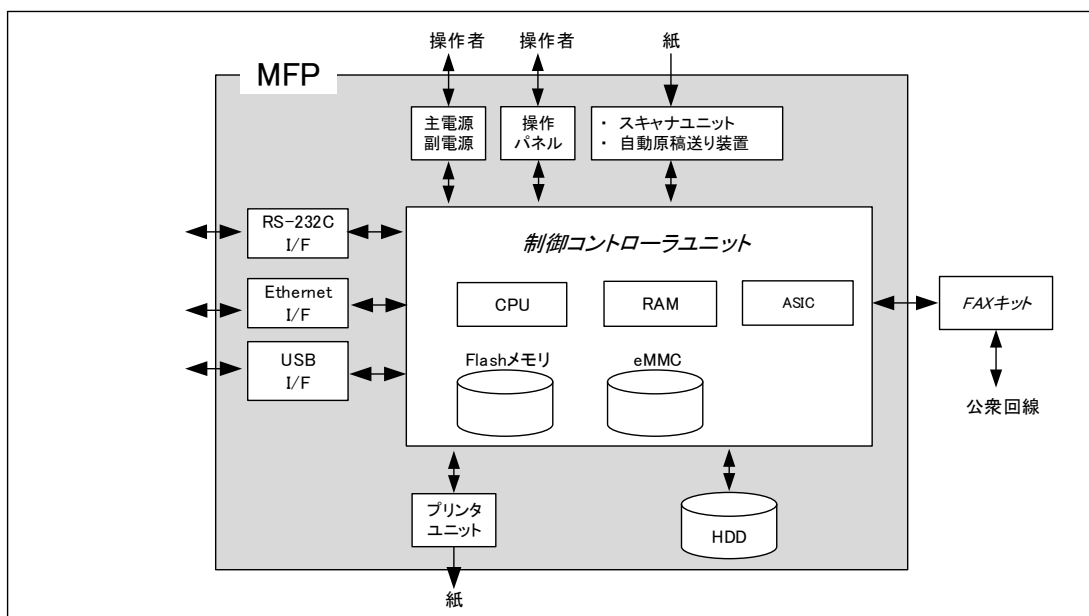 操作者
操作者
紙
MFP
主電源
副電源
操作
パネル
・ スキャナユニット
・ 自動原稿送り装置
RS-232C
I/F
制御コントローラユニット
Ethernet
I/F
CPU
RAM
ASIC
FAXキット
USB
I/F
Flashメモリ
eMMC
公衆回線
プリンタ
ユニット
HDD
紙